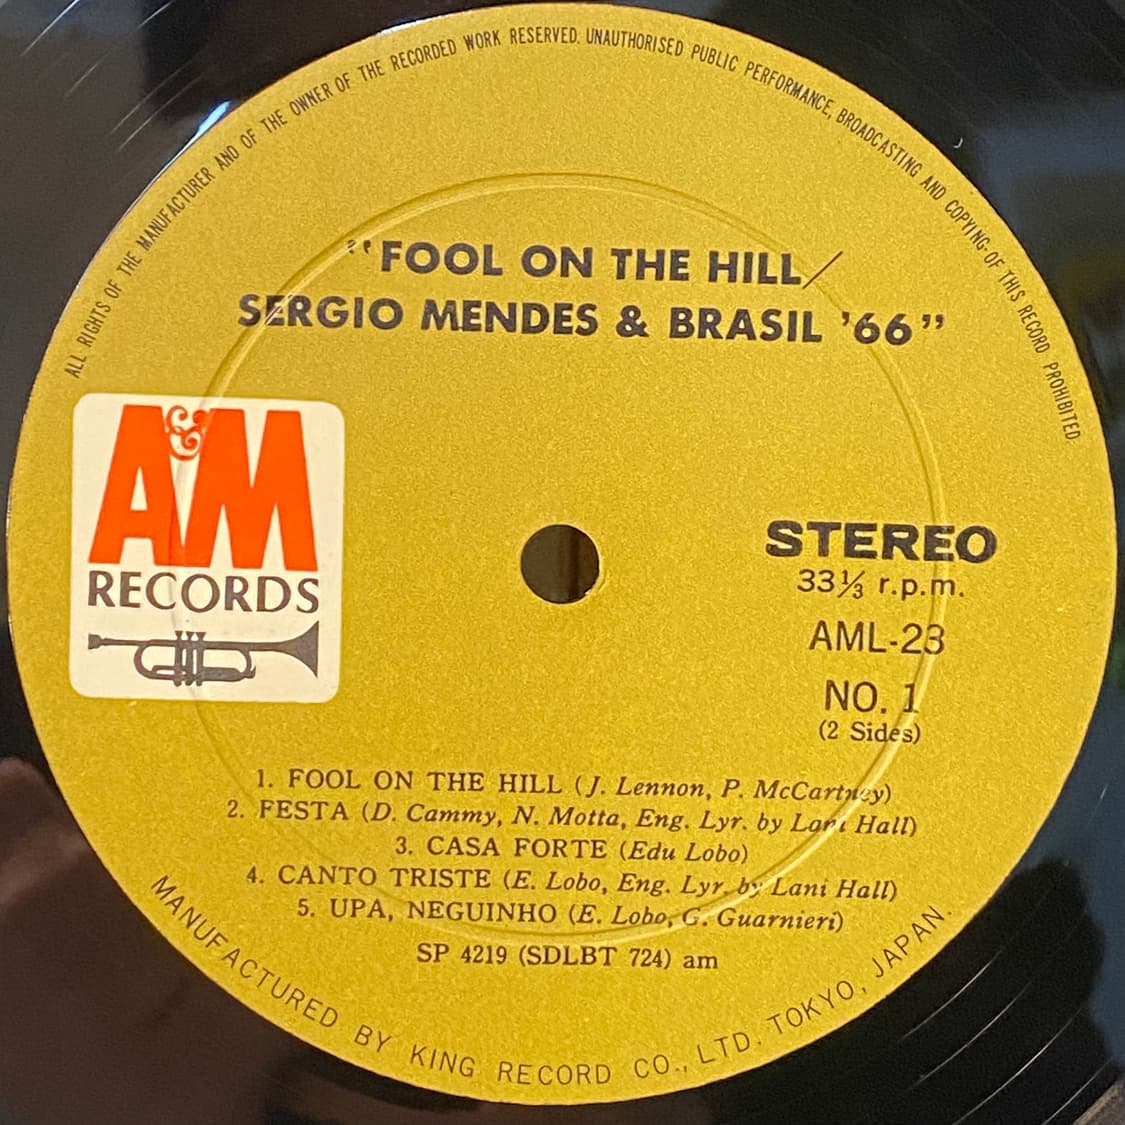 ALL RIGHTS OF THE MANUFACTURER AND OF THE OWNER OF THE RECORDED WORK RESERVED. UNAUTHORISED PUBLIC PERFORMANCE, BROADCASTING AND COPYING OF THIS RECORD PROHIBITED.
"FOOL ON THE HILL/
SERGIO MENDES & BRASIL '66"
A&M
RECORDS
STEREO
33⅓ r.p.m.
AML-23
NO. 1
(2 Sides)
1. FOOL ON THE HILL (J. Lennon, P. McCartney)
2. FESTA (D. Cammy, N. Motta, Eng. Lyr. by Lani Hall)
3. CASA FORTE (Edu Lobo)
4. CANTO TRISTE (E. Lobo, Eng. Lyr. by Lani Hall)
5. UPA, NEGUINHO (E. Lobo, G. Guarnieri)
SP 4219 (SDLBT 724) am
MANUFACTURED BY KING RECORD CO., LTD. TOKYO, JAPAN.